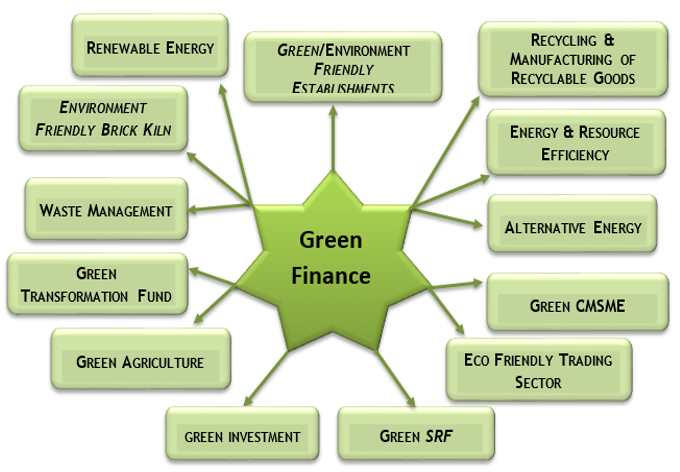 RENEWABLE ENERGY
GREEN/ENVIRONMENT
FRIENDLY
ESTABLISHMENTS
RECYCLING &
MANUFACTURING OF
RECYCLABLE GOODS
ENVIRONMENT
FRIENDLY BRICK KILN
ENERGY & RESOURCE
EFFICIENCY
WASTE MANAGEMENT
ALTERNATIVE ENERGY
Green
Finance
GREEN
TRANSFORMATION FUND
GREEN CMSME
GREEN AGRICULTURE
ECO FRIENDLY TRADING
SECTOR
GREEN INVESTMENT
GREEN SRF